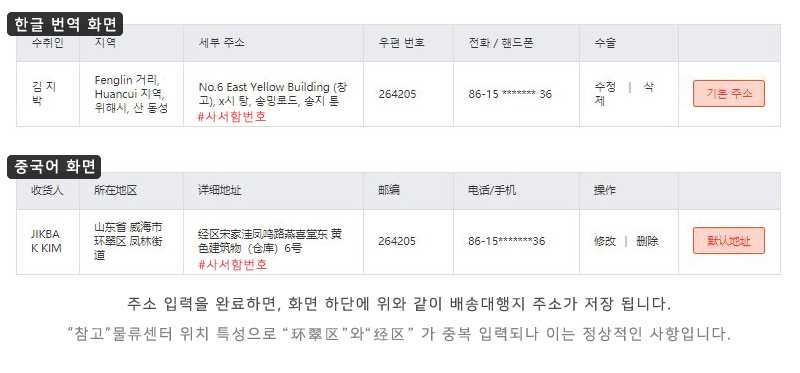 한글 번역 화면
수취인 지역 세부 주소 우편 번호 전화 / 핸드폰 수술
김 지박 Fenglin 거리, Huancui 지역, 위해시, 산 동성 No.6 East Yellow Building (창고), x시 탕, 송밍로드, 송지 툰 #사서함번호 264205 86-15 ******* 36 수정 | 삭제 기본 주소
중국어 화면
收货人 所在地区 详细地址 邮编 电话/手机 操作
JIKBAK KIM 山东省 威海市 环翠区 凤林街道 经区宋家洼凤鸣路燕喜堂东 黄色建筑物（仓库）6号 #사서함번호 264205 86-15*******36 修改 | 删除 默认地址
주소 입력을 완료하면, 화면 하단에 위와 같이 배송대행지 주소가 저장 됩니다.
"참고"물류센터 위치 특성으로 “环翠区”와“经区” 가 중복 입력되나 이는 정상적인 사항입니다.